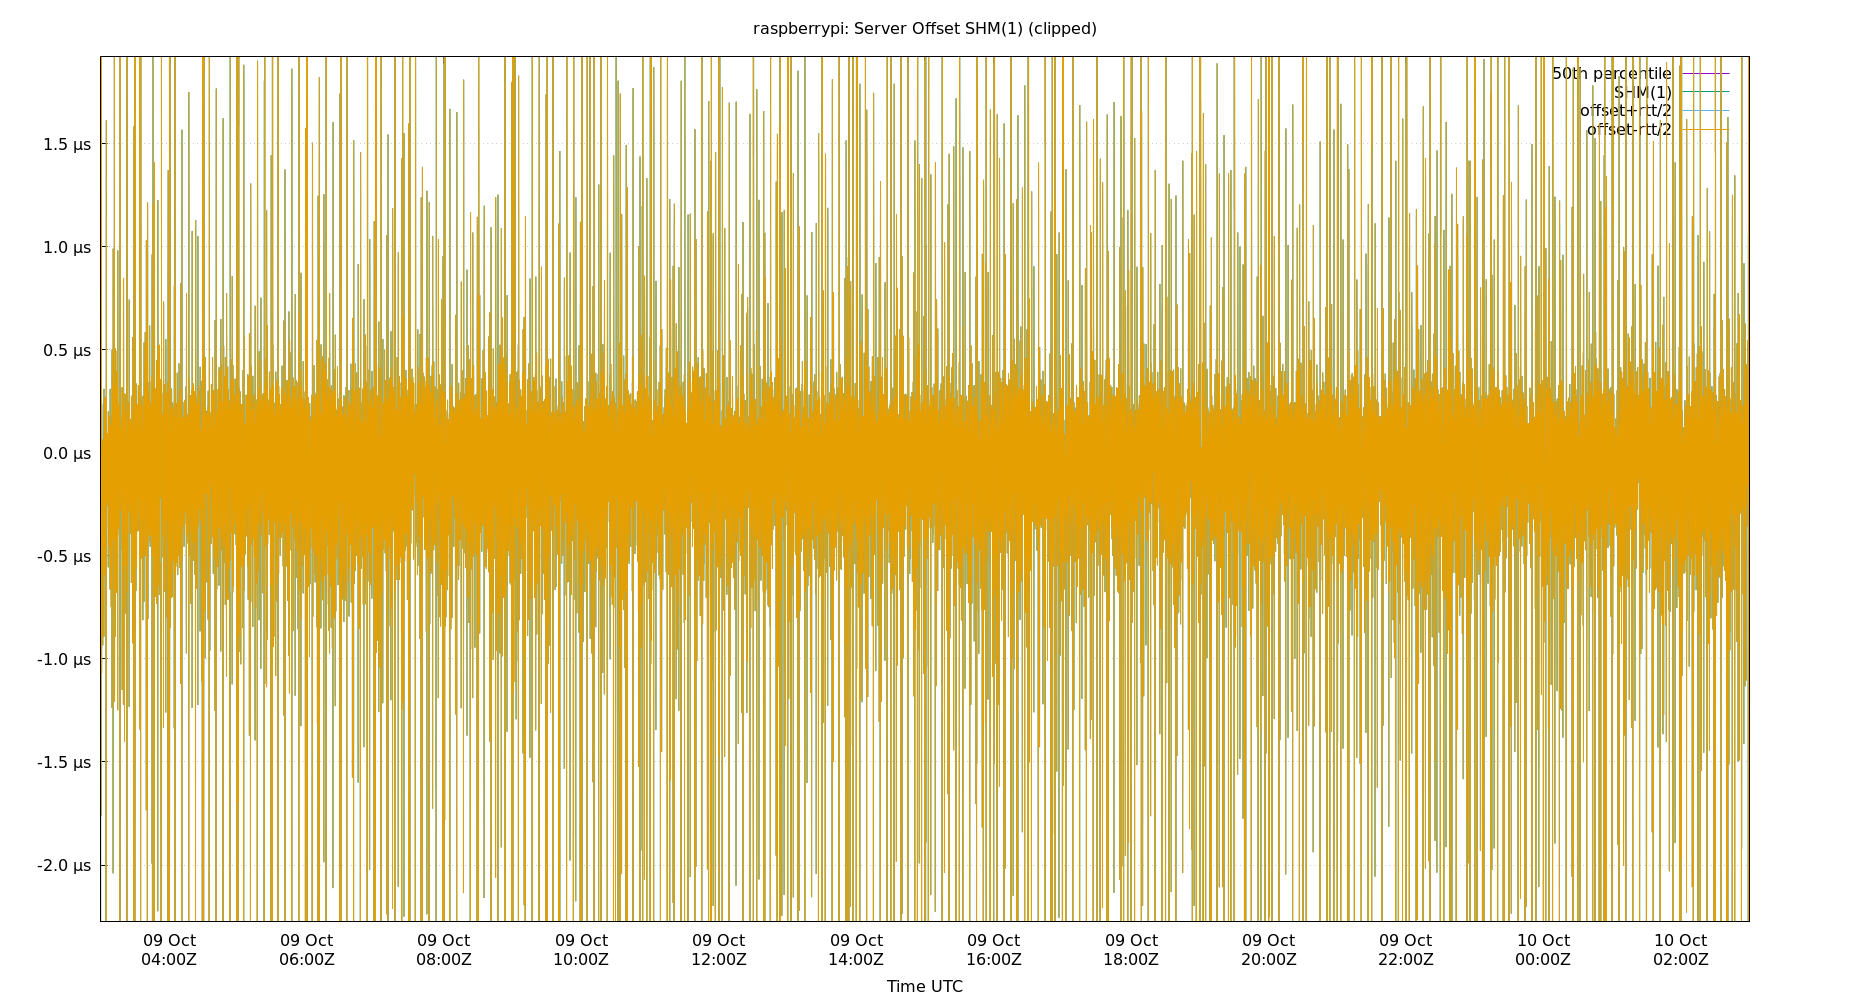 raspberrypi: Server Offset SHM(1) (clipped)
50th percentile
SHM(1)
offset+rtt/2
offset-rtt/2
1.5 µs
1.0 µs
0.5 µs
0.0 µs
-0.5 µs
-1.0 µs
-1.5 µs
-2.0 µs
09 Oct 09 Oct 09 Oct 09 Oct 09 Oct 09 Oct 09 Oct 09 Oct 09 Oct 09 Oct 10 Oct 10 Oct
04:00Z 06:00Z 08:00Z 10:00Z 12:00Z 14:00Z 16:00Z 18:00Z 20:00Z 22:00Z 00:00Z 02:00Z
Time UTC